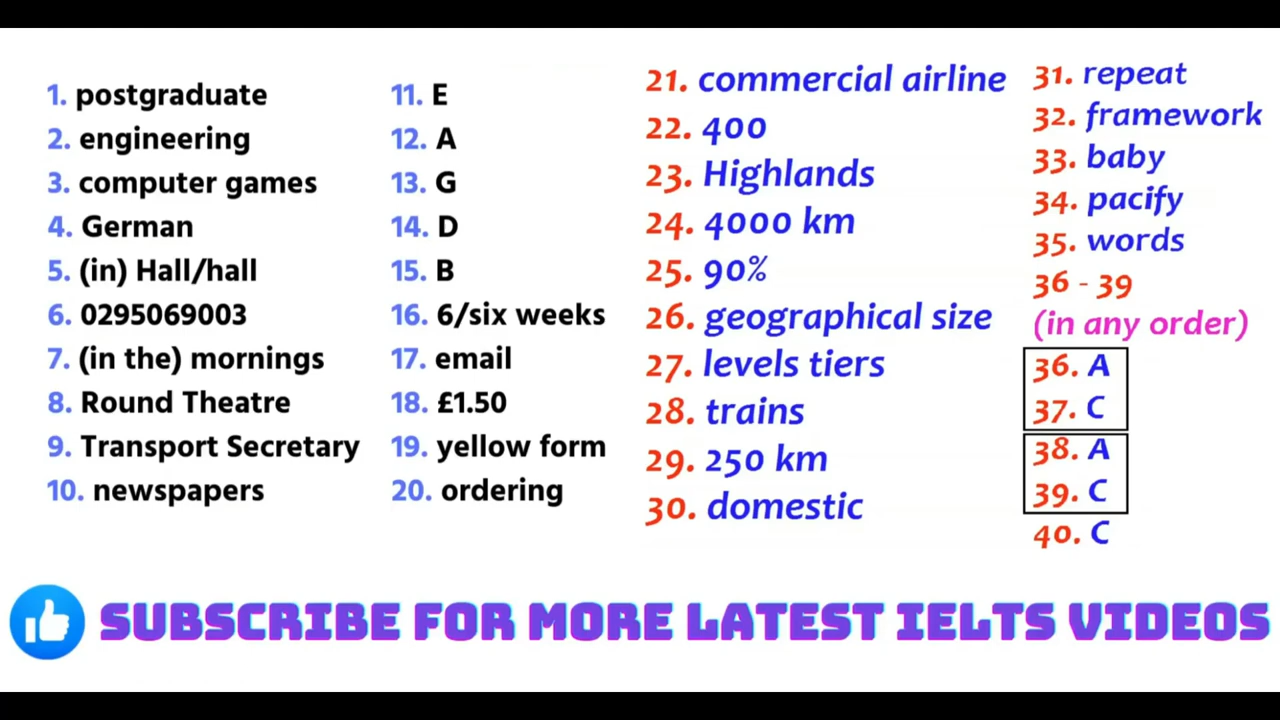 1. postgraduate
2. engineering
3. computer games
4. German
5. (in) Hall/hall
6. 0295069003
7. (in the) mornings
8. Round Theatre
9. Transport Secretary
10. newspapers
11. E
12. A
13. G
14. D
15. B
16. 6/six weeks
17. email
18. £1.50
19. yellow form
20. ordering
21. commercial airline
22. 400
23. Highlands
24. 4000 km
25. 90%
26. geographical size
27. levels tiers
28. trains
29. 250 km
30. domestic
31. repeat
32. framework
33. baby
34. pacify
35. words
36 - 39
(in any order)
36. A
37. C
38. A
39. C
40. C
SUBSCRIBE FOR MORE LATEST IELTS VIDEOS